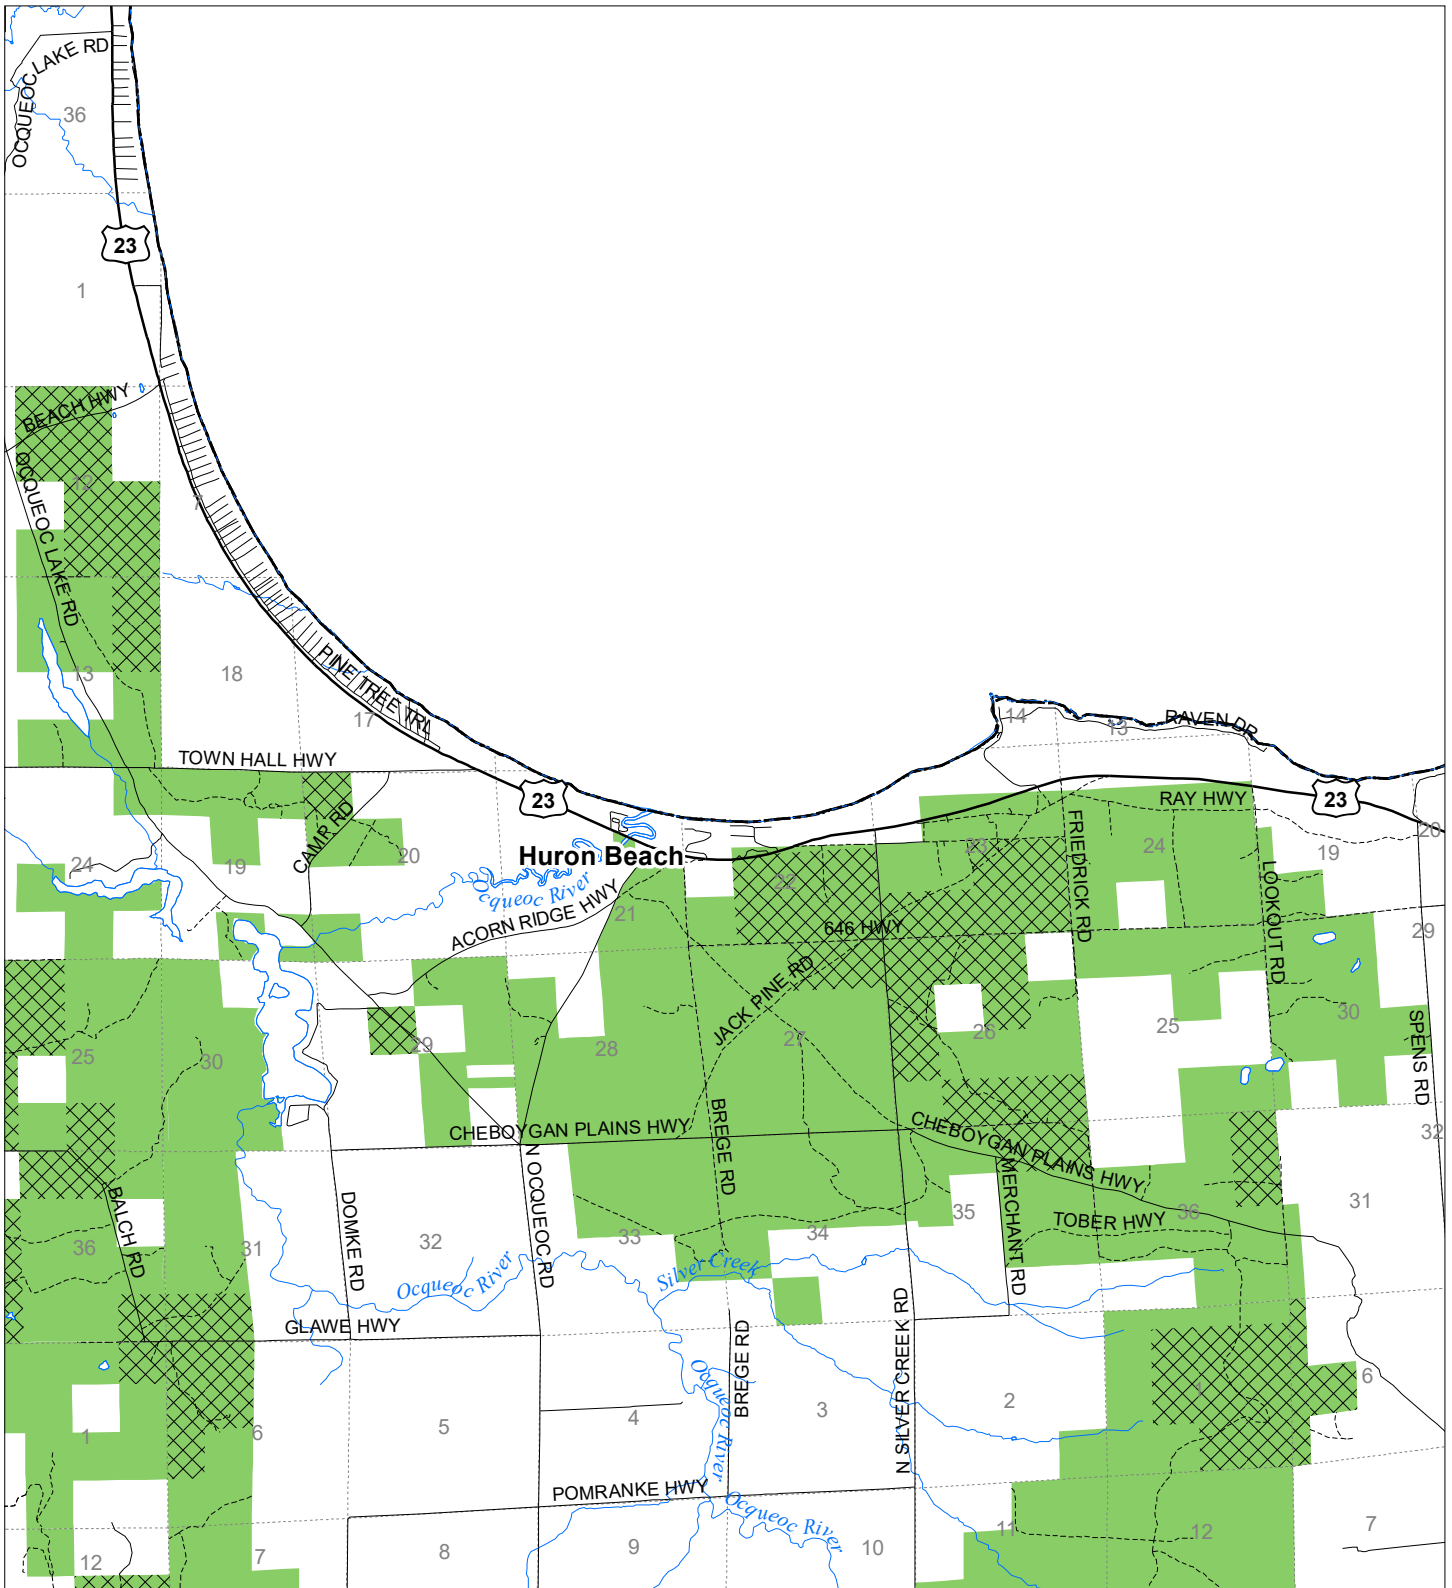 OCQUEOC LAKE RD
36
23
1
BEACH HWY
12
OCQUEOC LAKE RD
7
13
18
PINE TREE TRL
17
14
13
RAVEN DR
TOWN HALL HWY
23
23
RAY HWY
CAMP RD
FRIEDRICK RD
20
24
19
20
Huron Beach
23
24
19
22
Ocqueoc River
ACORN RIDGE HWY
21
LOOKOUT RD
646 HWY
29
JACK PINE RD
25
30
29
28
27
26
25
30
SPENS RD
BREGE RD
CHEBOYGAN PLAINS HWY
CHEBOYGAN PLAINS HWY
32
N OCQUEOC RD
MERCHANT RD
BALCH RD
DOMKE RD
31
36
31
32
33
34
35
36
TOBER HWY
Ocqueoc River
Silver Creek
GLAWE HWY
BREGE RD
N SILVER CREEK RD
Ocqueoc River
1
6
5
4
3
2
1
6
POMRANKE HWY
Ocqueoc River
12
7
8
9
10
11
12
7